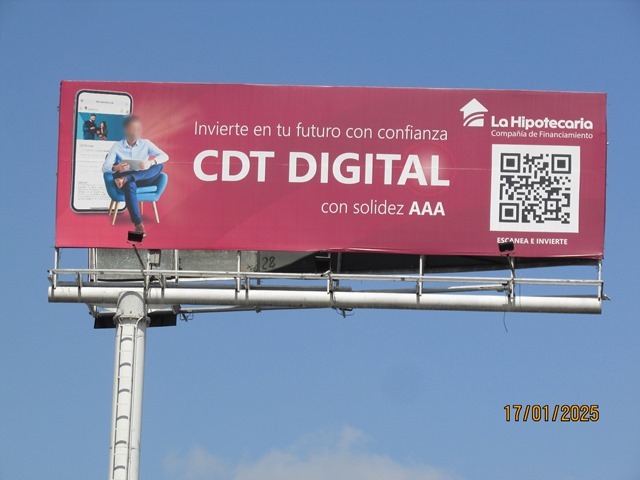 Invierte en tu futuro con confianza
CDT DIGITAL
con solidez AAA
La Hipotecaria
Compañía de Financiamiento
ESCANEA E INVIERTE
28
17/01/2025